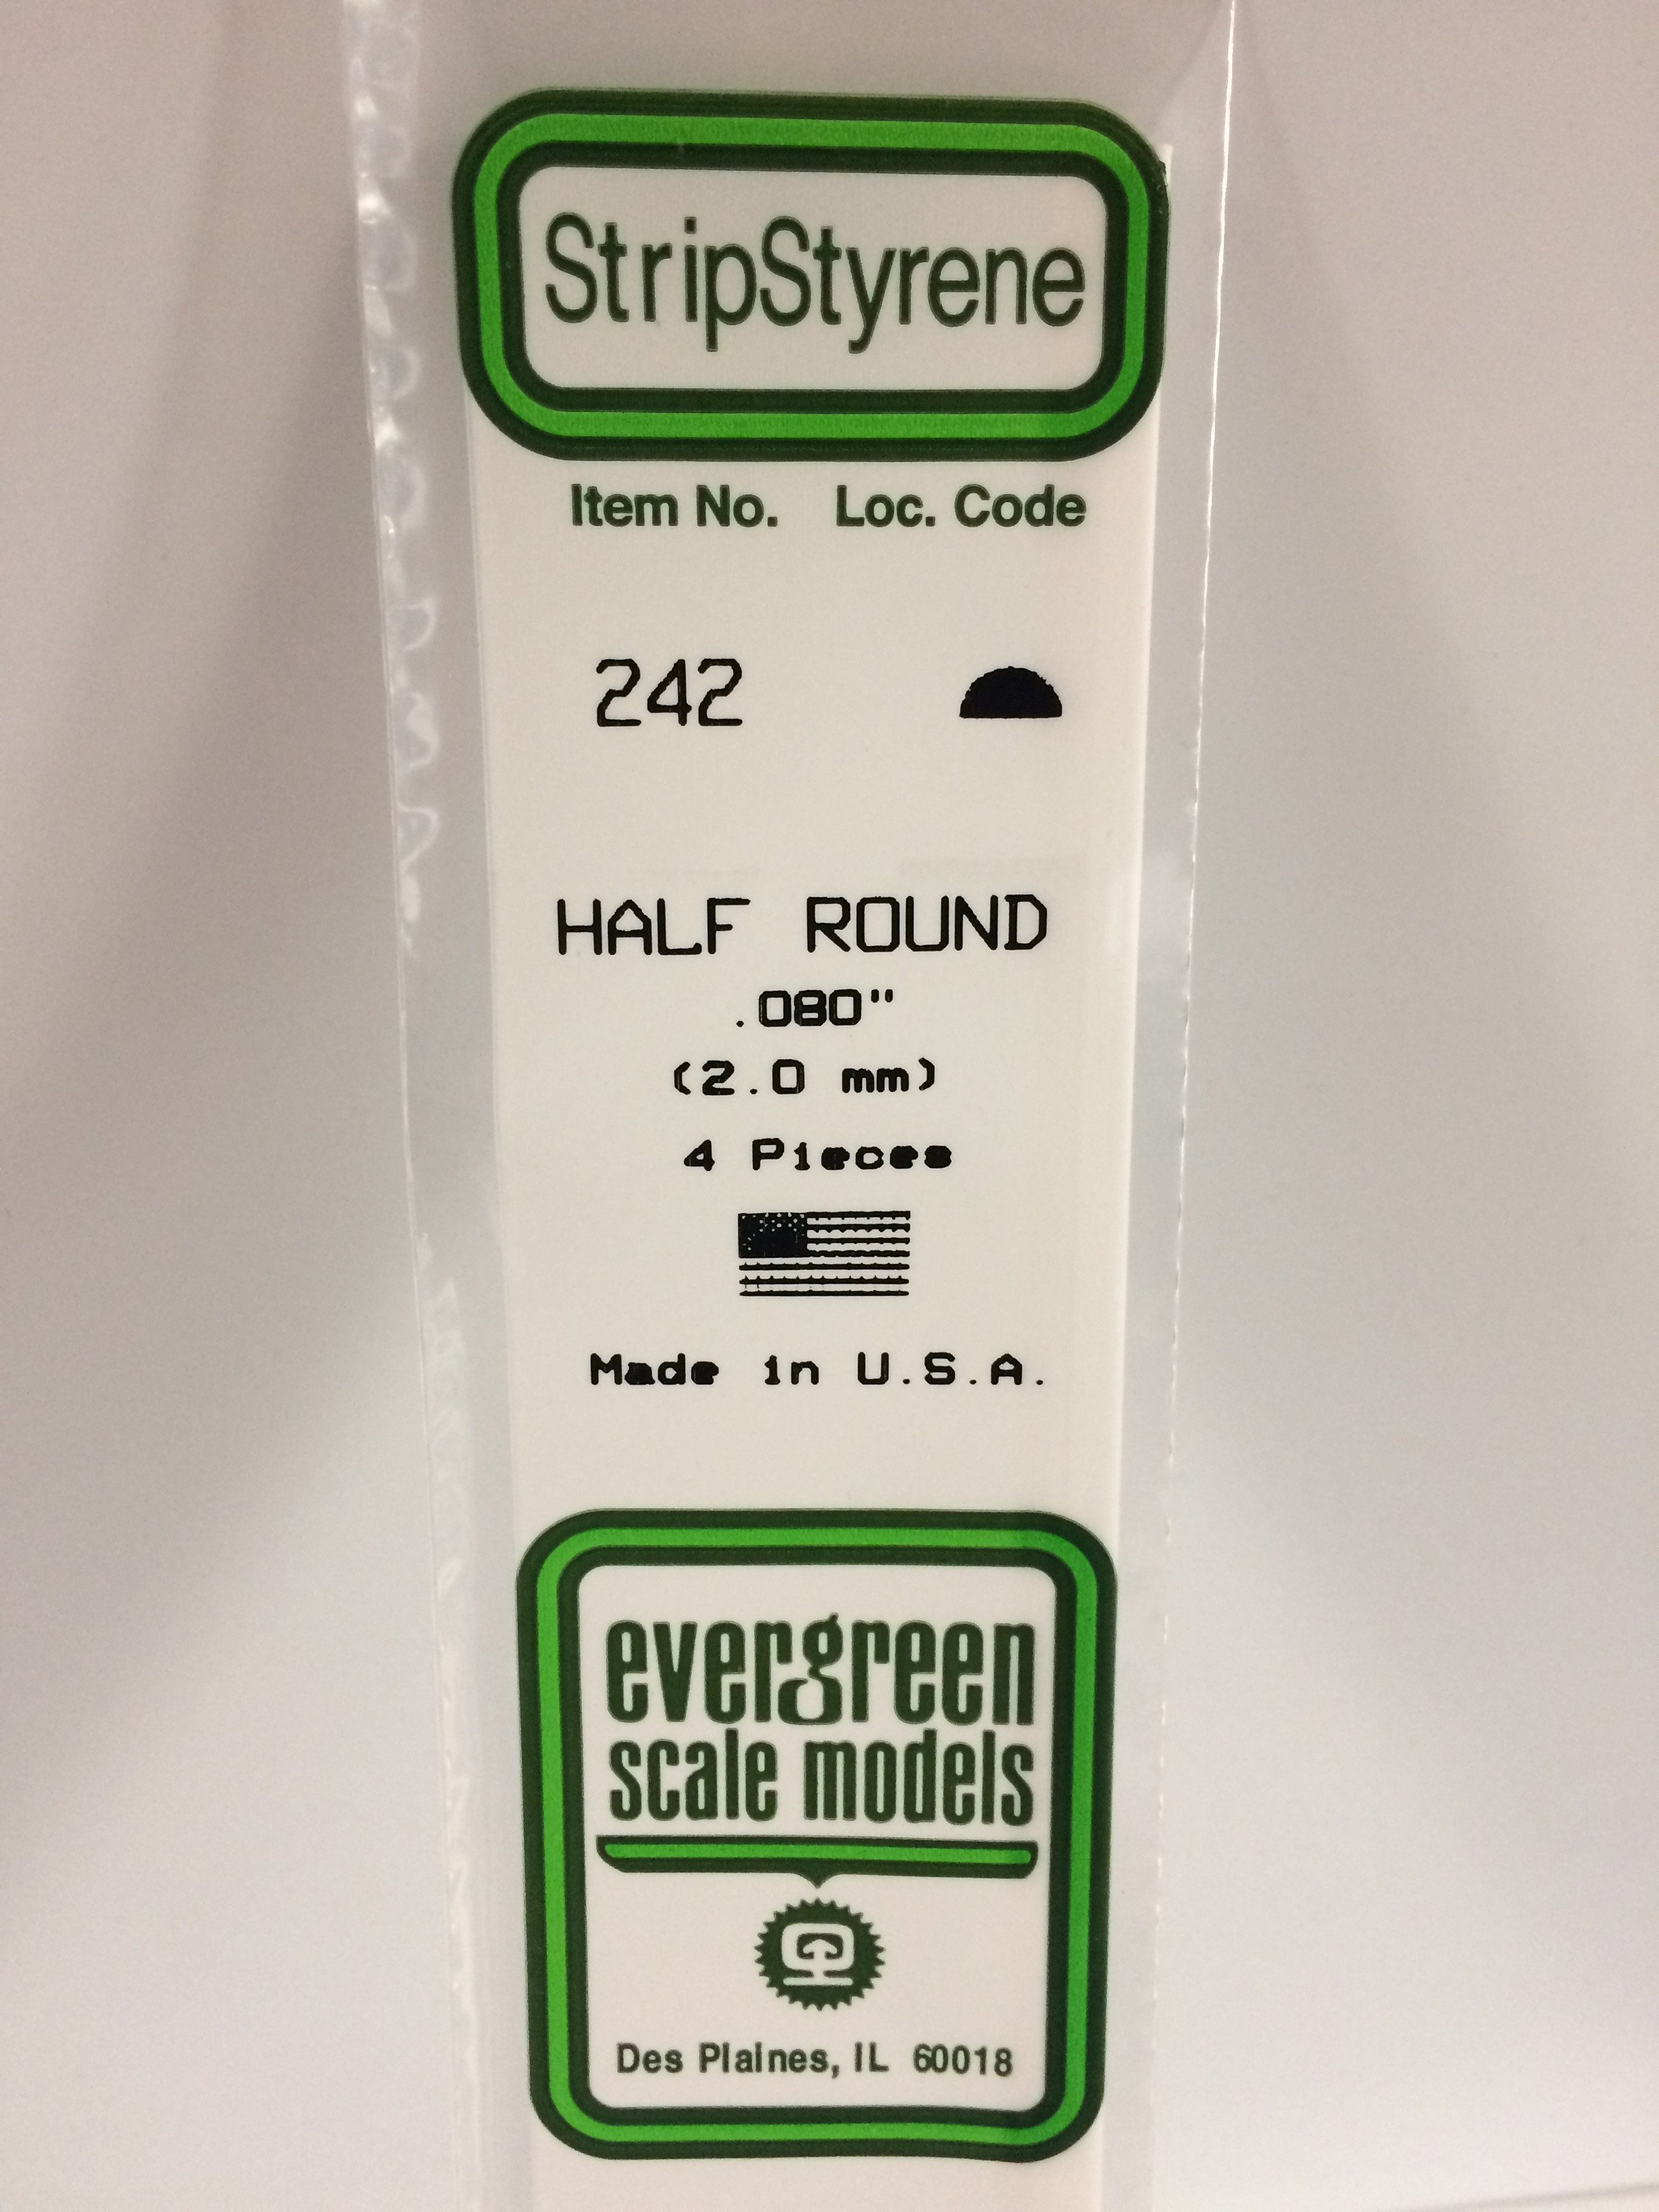 StripStyrene
Item No. Loc. Code
242
HALF ROUND
.080"
(2.0 mm)
4 Pieces
Made in U.S.A.
evergreen
scale models
Des Plaines, IL 60018